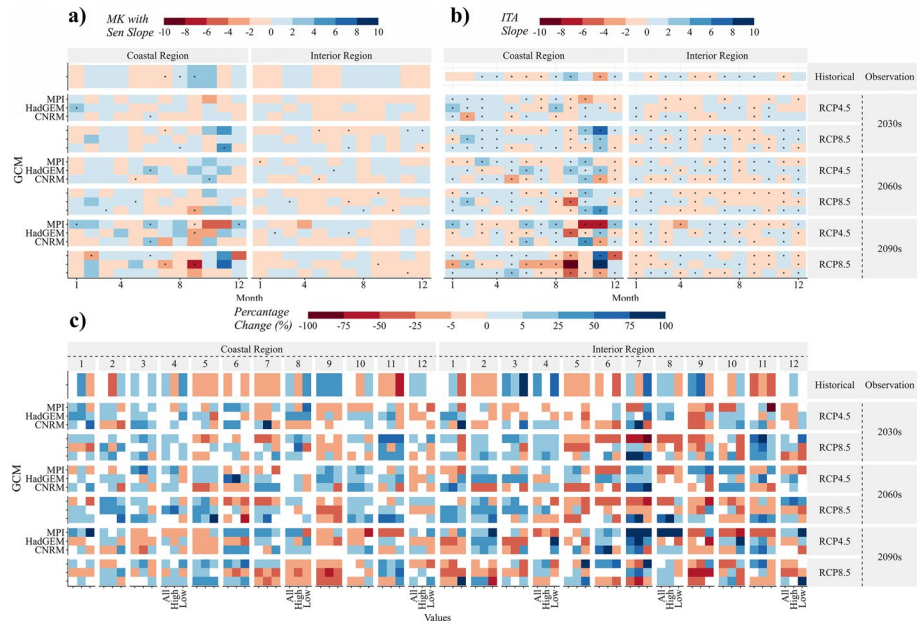 a) MK with Sen Slope -10 -8 -6 -4 -2 0 2 4 6 8 10
b) ITA Slope -10 -8 -6 -4 -2 0 2 4 6 8 10
Coastal Region Interior Region Coastal Region Interior Region
Historical Observation
MPI
HadGEM
CNRM
RCP4.5
RCP8.5
2030s
GCM
MPI
HadGEM
CNRM
RCP4.5
RCP8.5
2060s
MPI
HadGEM
CNRM
RCP4.5
RCP8.5
2090s
1 4 8 12 1 4 8 12 1 4 8 12 1 4 8 12
Month Month
c) Percentage Change (%) -100 -75 -50 -25 -5 0 5 25 50 75 100
Coastal Region Interior Region
1 2 3 4 5 6 7 8 9 10 11 12 1 2 3 4 5 6 7 8 9 10 11 12
Historical Observation
MPI
HadGEM
CNRM
RCP4.5
RCP8.5
2030s
GCM
MPI
HadGEM
CNRM
RCP4.5
RCP8.5
2060s
MPI
HadGEM
CNRM
RCP4.5
RCP8.5
2090s
All High Low All High Low All High Low All High Low All High Low All High Low
Values